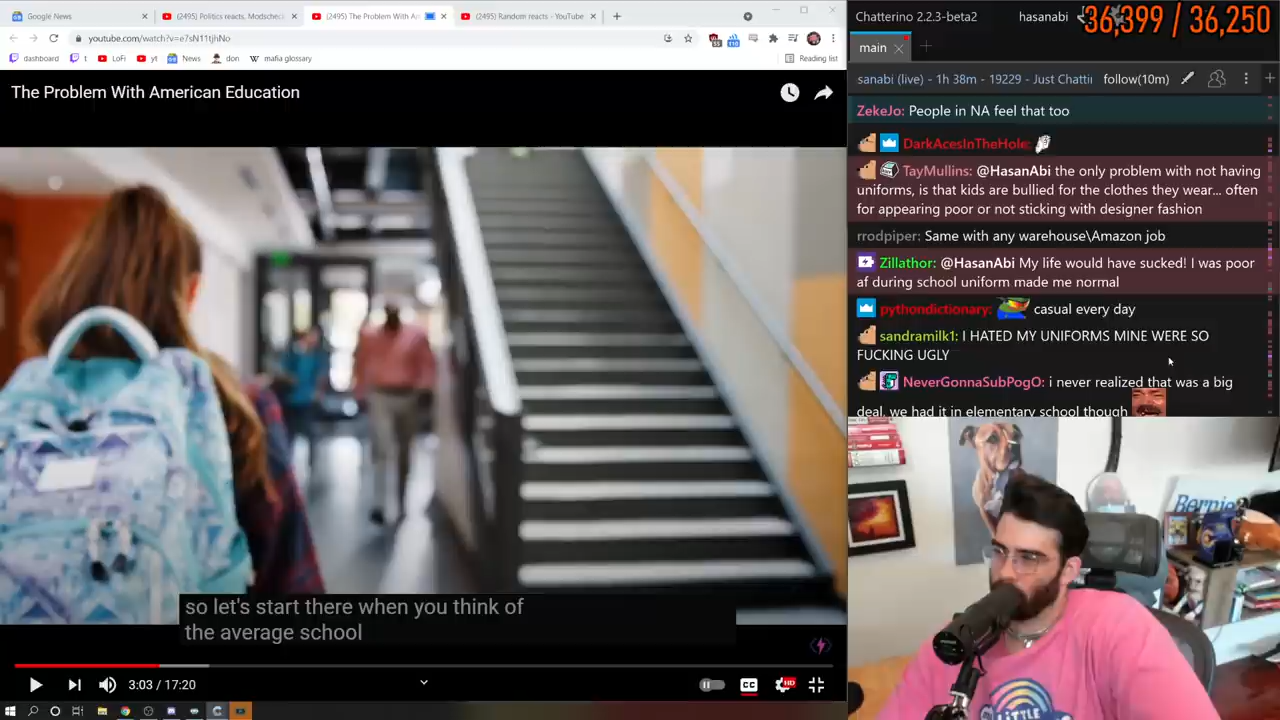 Google News
(2495) Politics reacts, Modscheck
(2495) The Problem With Am
(2495) Random reacts - YouTube
youtube.com/watch?v=e7sN11tjhNo
dashboard
t
LoFi
yt
News
don
mafia glossary
Reading list
The Problem With American Education
so let's start there when you think of
the average school
3:03 / 17:20
CC
HD
Chatterino 2.2.3-beta2
hasanabi
36,399 / 36,250
main
sanabi (live) - 1h 38m - 19229 - Just Chatti
follow(10m)
ZekeJo: People in NA feel that too
DarkAcesInTheHole:
TayMullins: @HasanAbi the only problem with not having
uniforms, is that kids are bullied for the clothes they wear... often
for appearing poor or not sticking with designer fashion
rrodpiper: Same with any warehouse\Amazon job
Zillathor: @HasanAbi My life would have sucked! I was poor
af during school uniform made me normal
pythondictionary: casual every day
sandramilk1: I HATED MY UNIFORMS MINE WERE SO
FUCKING UGLY
NeverGonnaSubPogO: i never realized that was a big
deal, we had it in elementary school though
Bernie
LITTLE